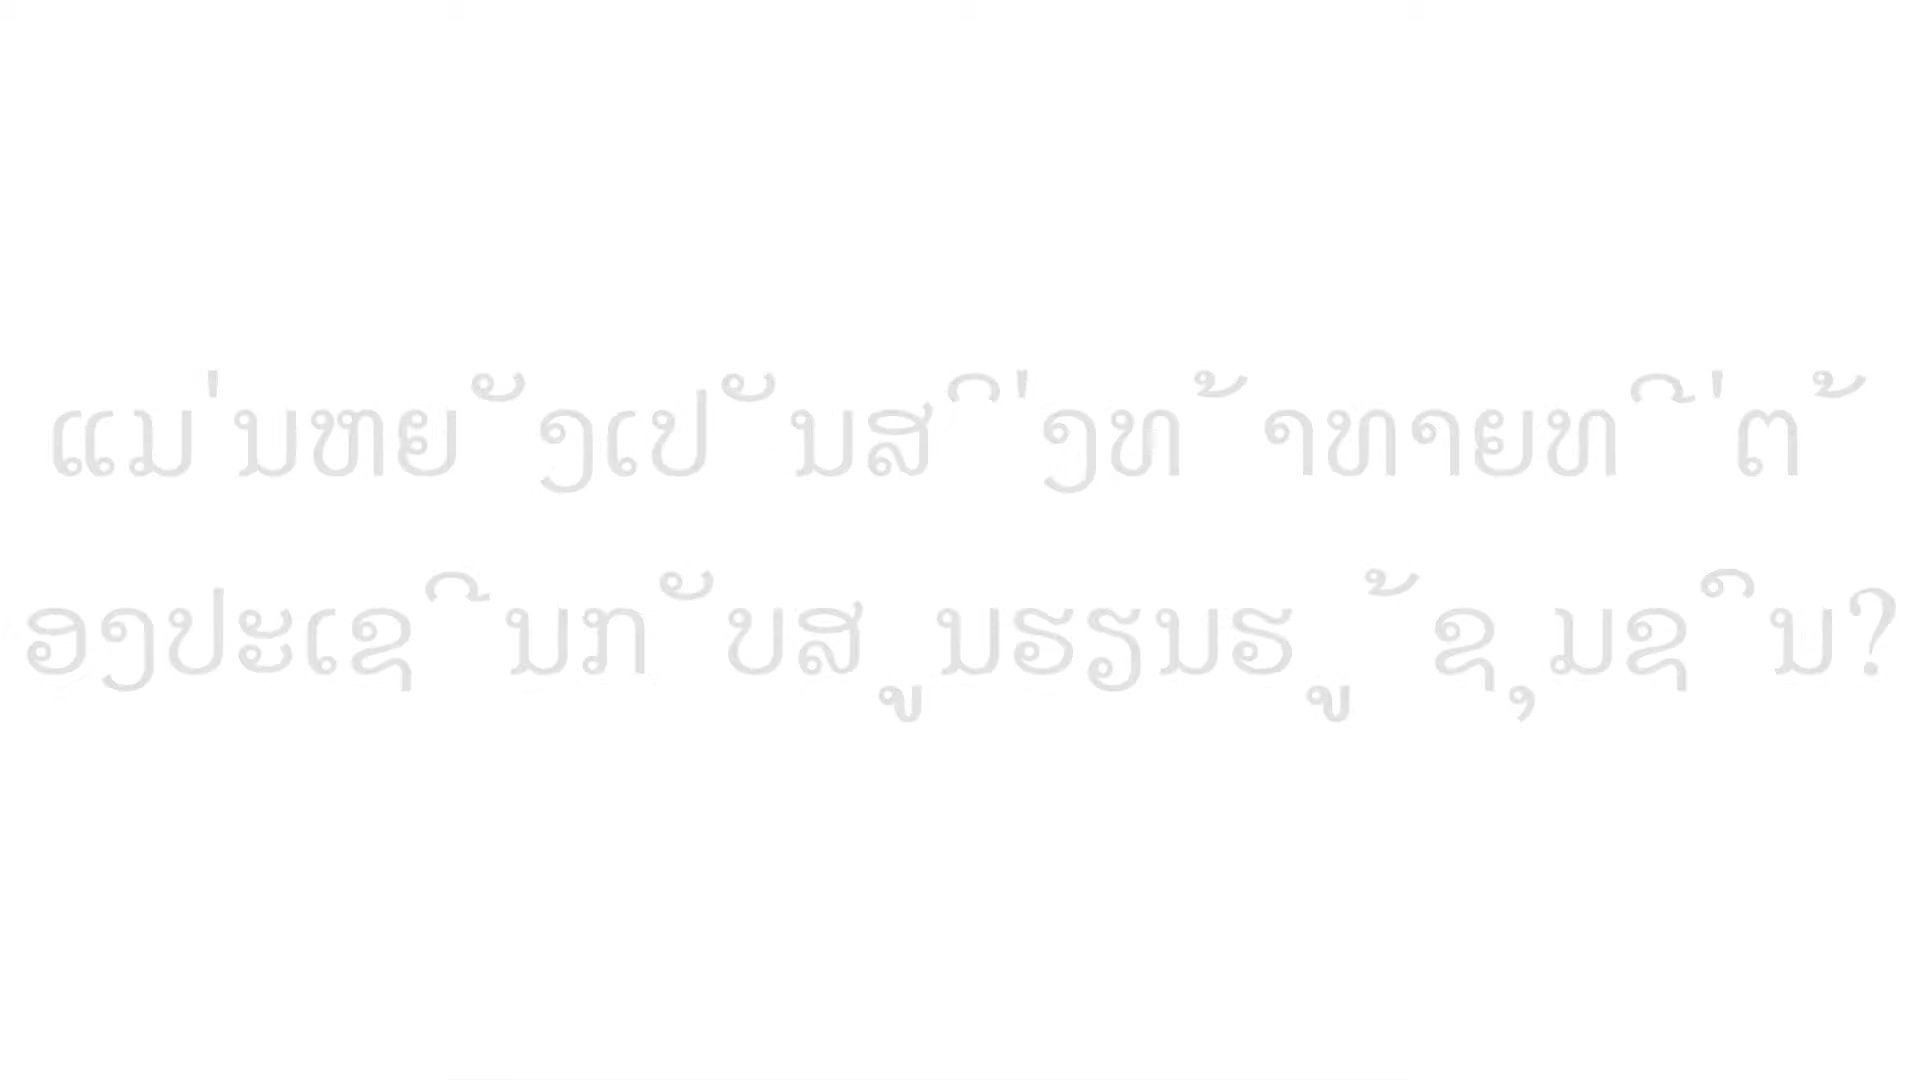 ແມ່ນຫຍັງເປັນສິ່ງທ້າທາຍທີ່ຕ້
ອງປະເຊີນກັບສູນຮຽນຮູ້ຊຸມຊົນ?